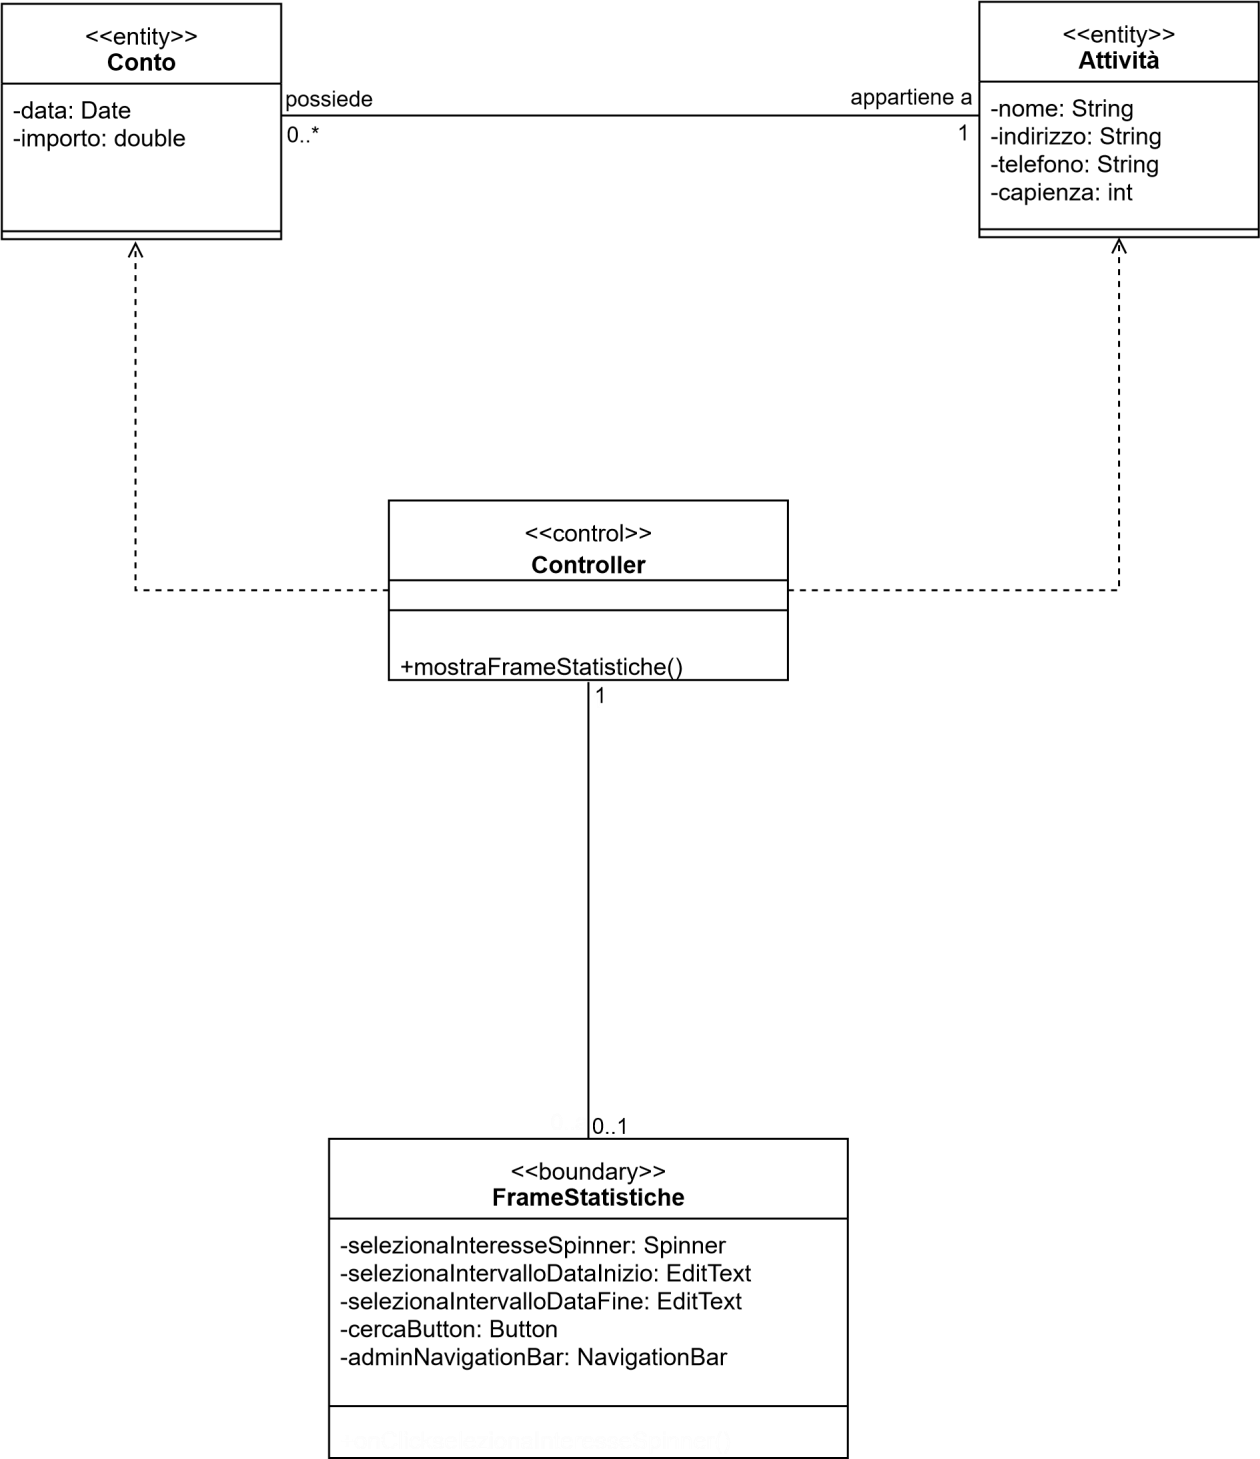 <<entity>>
Conto
-data: Date
-importo: double
possiede
0..*
appartiene a
1
<<entity>>
Attività
-nome: String
-indirizzo: String
-telefono: String
-capienza: int
<<control>>
Controller
+mostraFrameStatistiche()
1
0..1
<<boundary>>
FrameStatistiche
-selezionaInteresseSpinner: Spinner
-selezionaIntervalloDataInizio: EditText
-selezionaIntervalloDataFine: EditText
-cercaButton: Button
-adminNavigationBar: NavigationBar